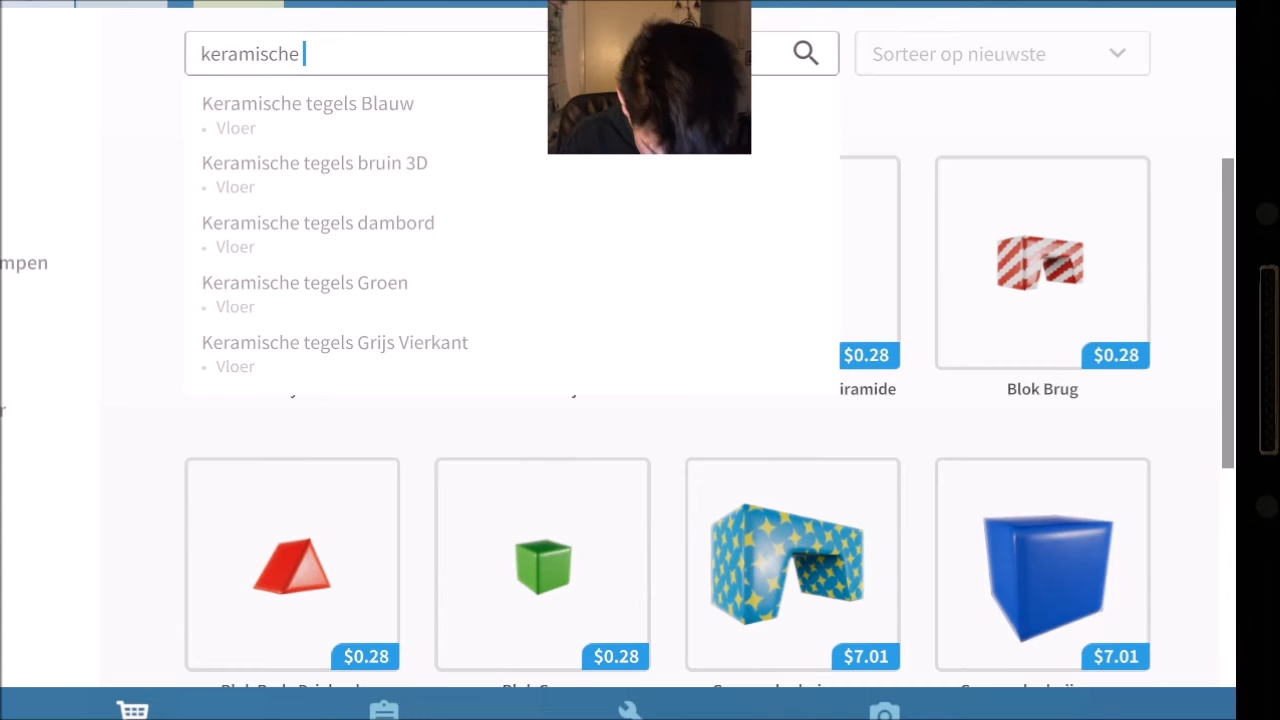 keramische
Sorteer op nieuwste
Keramische tegels Blauw
• Vloer
Keramische tegels bruin 3D
• Vloer
Keramische tegels dambord
• Vloer
Keramische tegels Groen
• Vloer
Keramische tegels Grijs Vierkant
• Vloer
mpen
$0.28
$0.28
iramide
Blok Brug
$0.28
$0.28
$7.01
$7.01